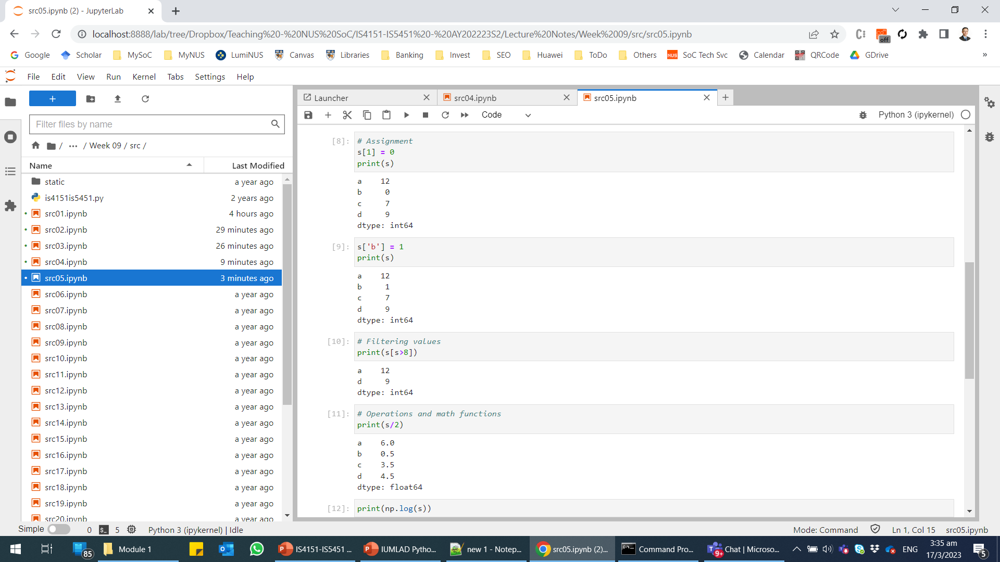 src05.ipynb (2) - JupyterLab
localhost:8888/lab/tree/Dropbox/Teaching%20-%20NUS%20SoC/IS4151-IS5451%20-%20AY202223S2/Lecture%20Notes/Week%2009/src/src05.ipynb
off
Google Scholar MySoC MyNUS LumiNUS Canvas Libraries Banking Invest SEO Huawei ToDo Others NUS SoC Tech Svc Calendar QRCode GDrive »
File Edit View Run Kernel Tabs Settings Help
Filter files by name
/ ··· / Week 09 / src /
Name Last Modified
static a year ago
is4151is5451.py 2 years ago
src01.ipynb 4 hours ago
src02.ipynb 29 minutes ago
src03.ipynb 26 minutes ago
src04.ipynb 9 minutes ago
src05.ipynb 3 minutes ago
src06.ipynb a year ago
src07.ipynb a year ago
src08.ipynb a year ago
src09.ipynb a year ago
src10.ipynb a year ago
src11.ipynb a year ago
src12.ipynb a year ago
src13.ipynb a year ago
src14.ipynb a year ago
src15.ipynb a year ago
src16.ipynb a year ago
src17.ipynb a year ago
src18.ipynb a year ago
src19.ipynb a year ago
src20.ipynb a year ago
Launcher src04.ipynb src05.ipynb
Code Python 3 (ipykernel)
[8]: # Assignment
s[1] = 0
print(s)
a 12
b 0
c 7
d 9
dtype: int64
[9]: s['b'] = 1
print(s)
a 12
b 1
c 7
d 9
dtype: int64
[10]: # Filtering values
print(s[s>8])
a 12
d 9
dtype: int64
[11]: # Operations and math functions
print(s/2)
a 6.0
b 0.5
c 3.5
d 4.5
dtype: float64
[12]: print(np.log(s))
Simple 0 $_ 5 Python 3 (ipykernel) | Idle Mode: Command Ln 1, Col 15 src05.ipynb
85 Module 1 IS4151-IS5451 ... IUMLAD Pytho... new 1 - Notep... src05.ipynb (2)... Command Pro... 9+ Chat | Microso... ENG 3:35 am
17/3/2023
5